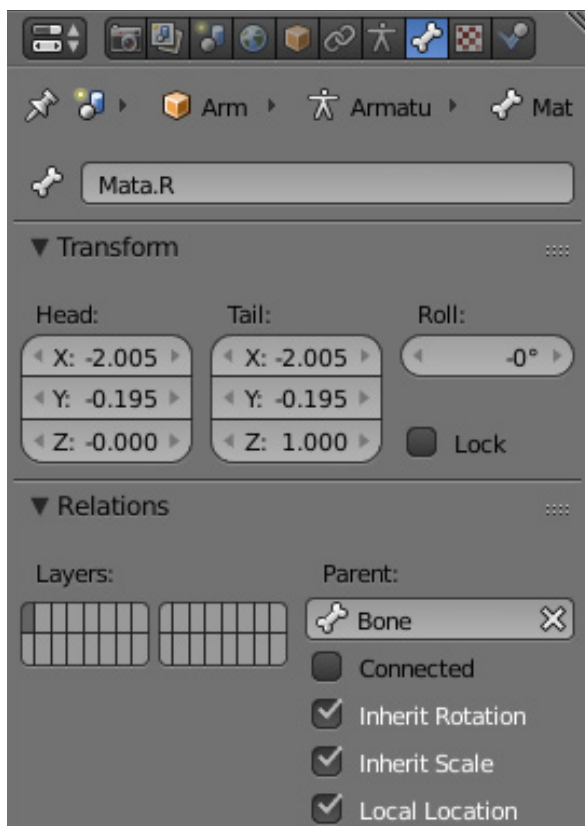 Arm Armatu Mat
Mata.R
Transform
Head: Tail: Roll:
X: -2.005 X: -2.005 -0°
Y: -0.195 Y: -0.195
Z: -0.000 Z: 1.000 Lock
Relations
Layers: Parent:
Bone
Connected
Inherit Rotation
Inherit Scale
Local Location